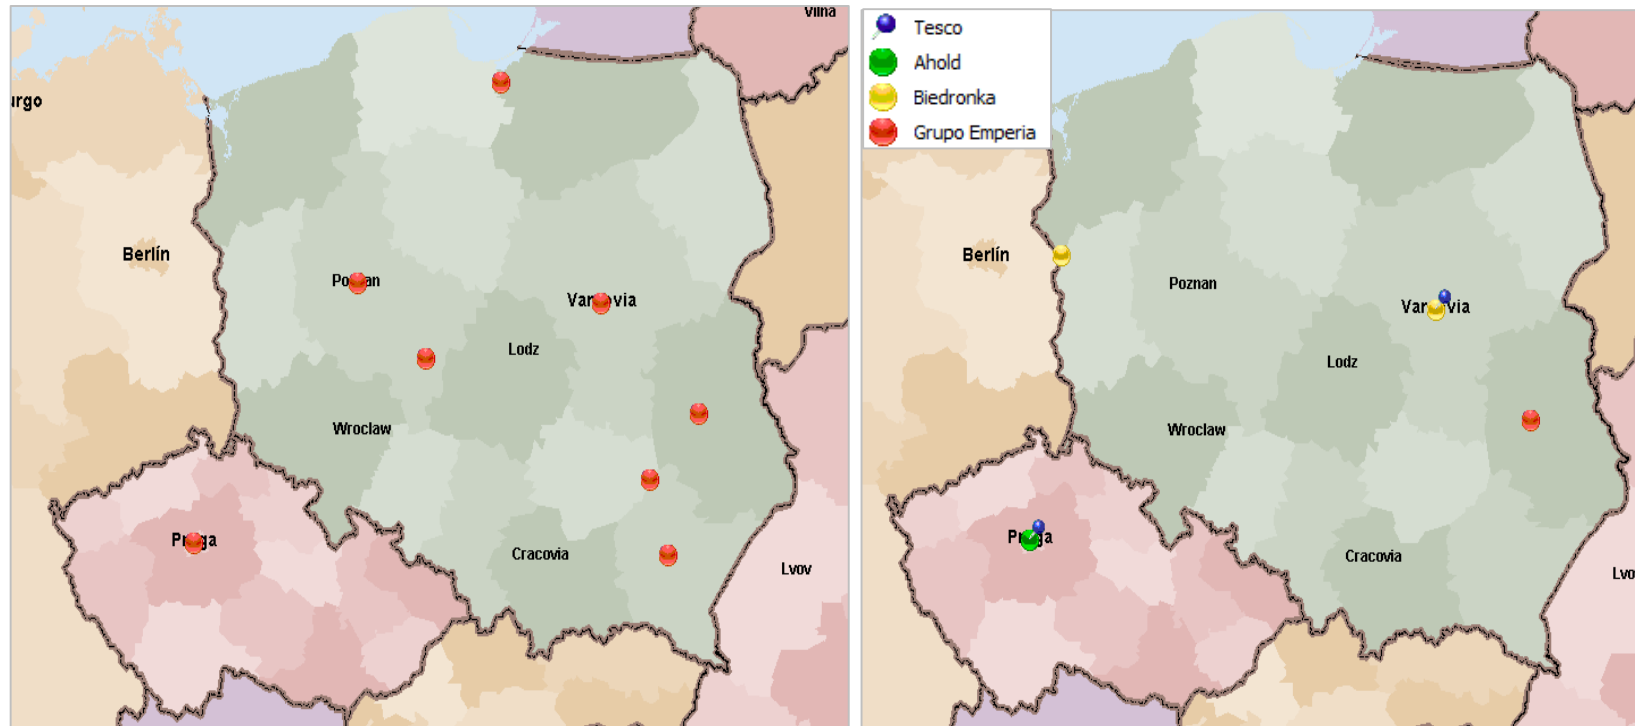 Vilna
urgo
Berlín
Poznan
Varsovia
Lodz
Wroclaw
Praga
Cracovia
Lvov
Tesco
Ahold
Biedronka
Grupo Emperia
Berlín
Poznan
Varsovia
Lodz
Wroclaw
Praga
Cracovia
Lvo